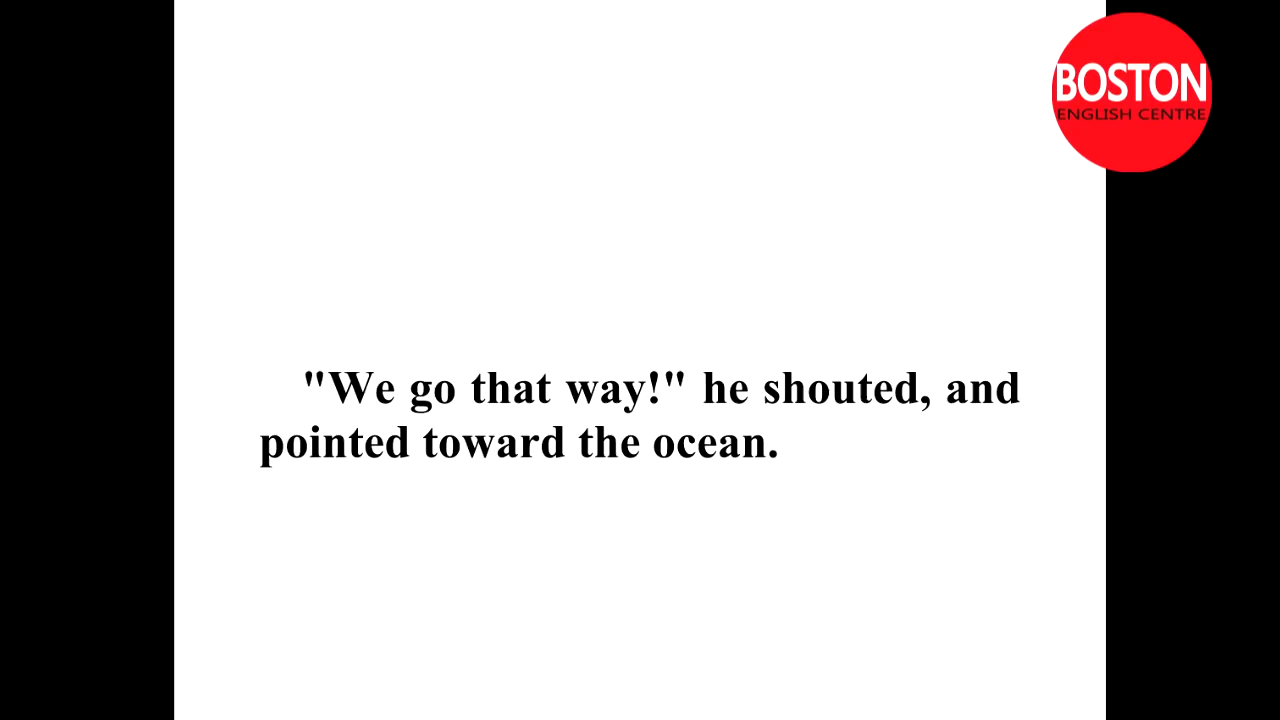 BOSTON
ENGLISH CENTRE
"We go that way!" he shouted, and
pointed toward the ocean.